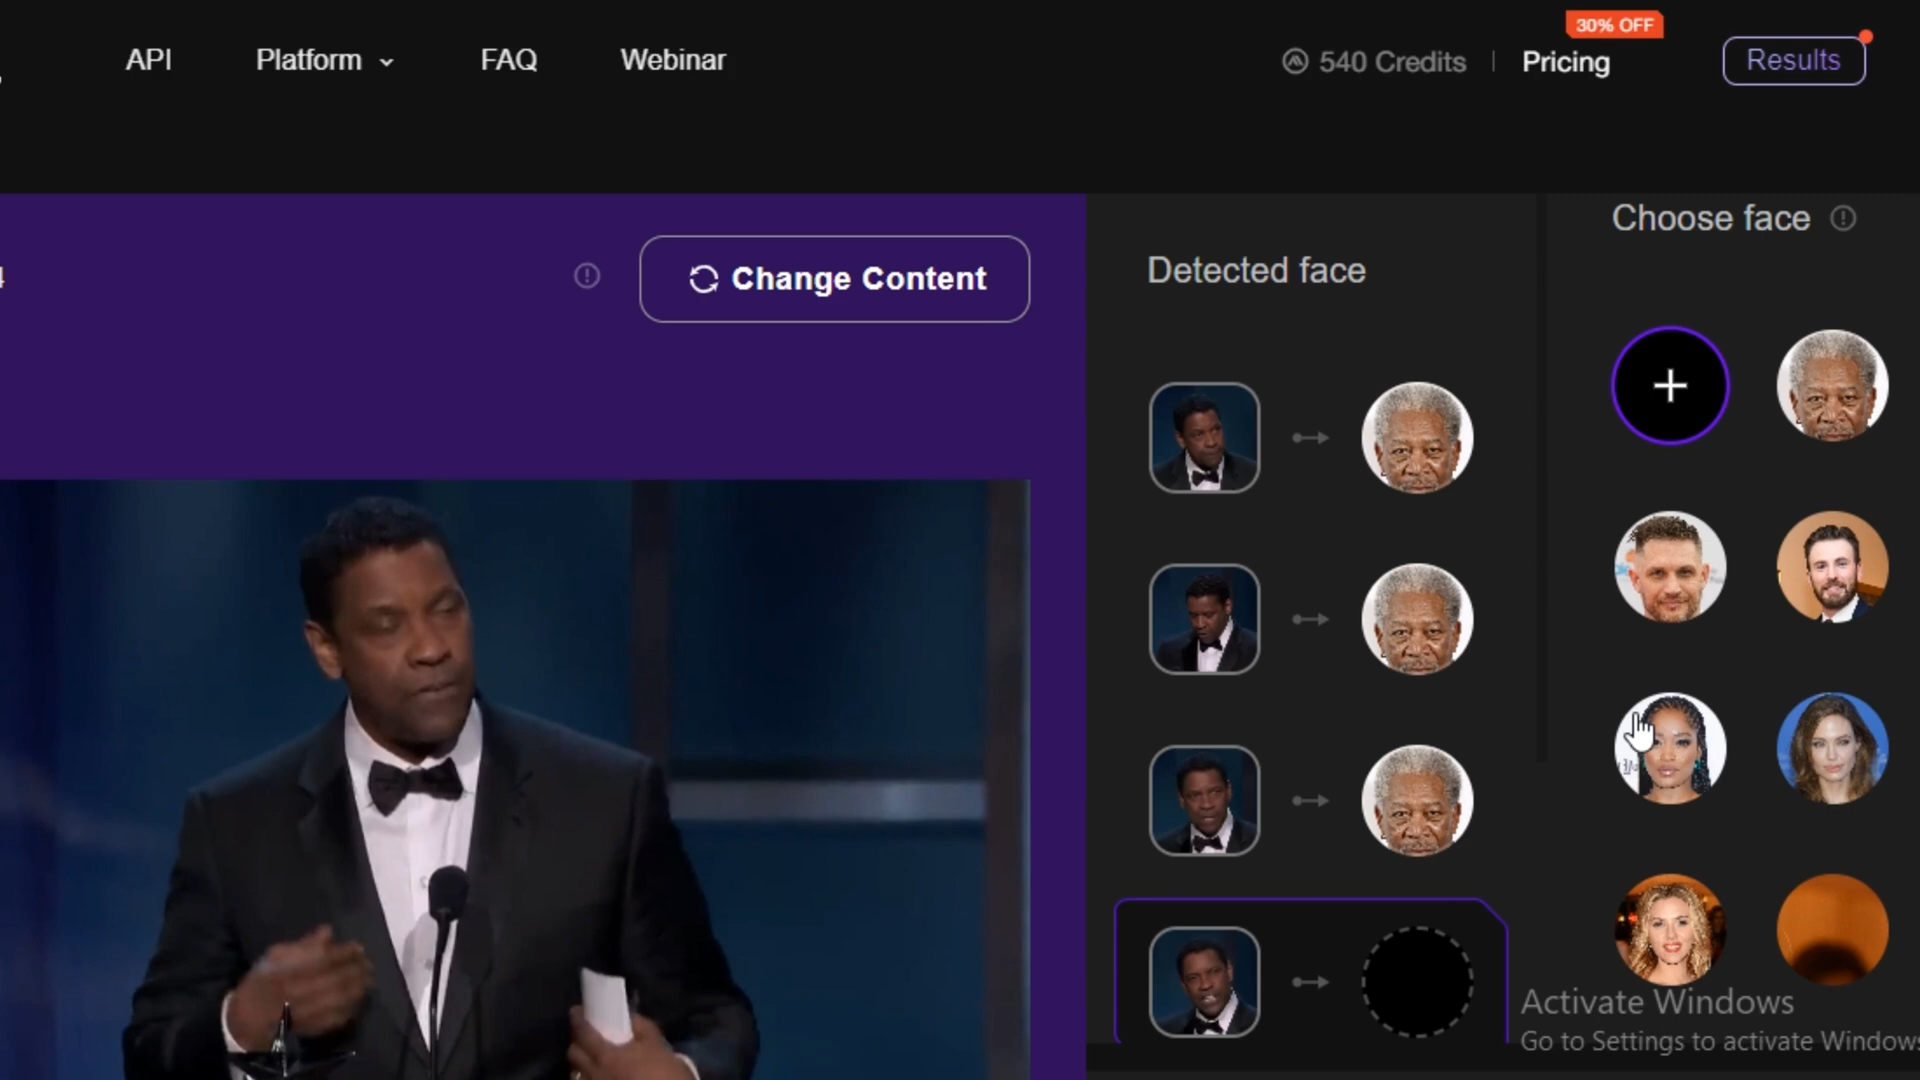 API
Platform
FAQ
Webinar
540 Credits
30% OFF
Pricing
Results
4
Change Content
Detected face
Choose face
Activate Windows
Go to Settings to activate Windows